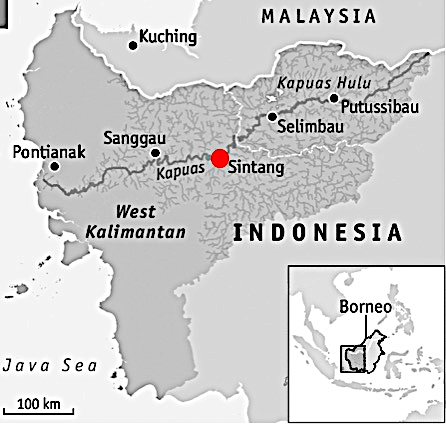 MALAYSIA
Kuching
Kapuas Hulu
Putussibau
Selimbau
Sanggau
Pontianak
Kapuas
Sintang
West
Kalimantan
INDONESIA
Borneo
Java Sea
100 km